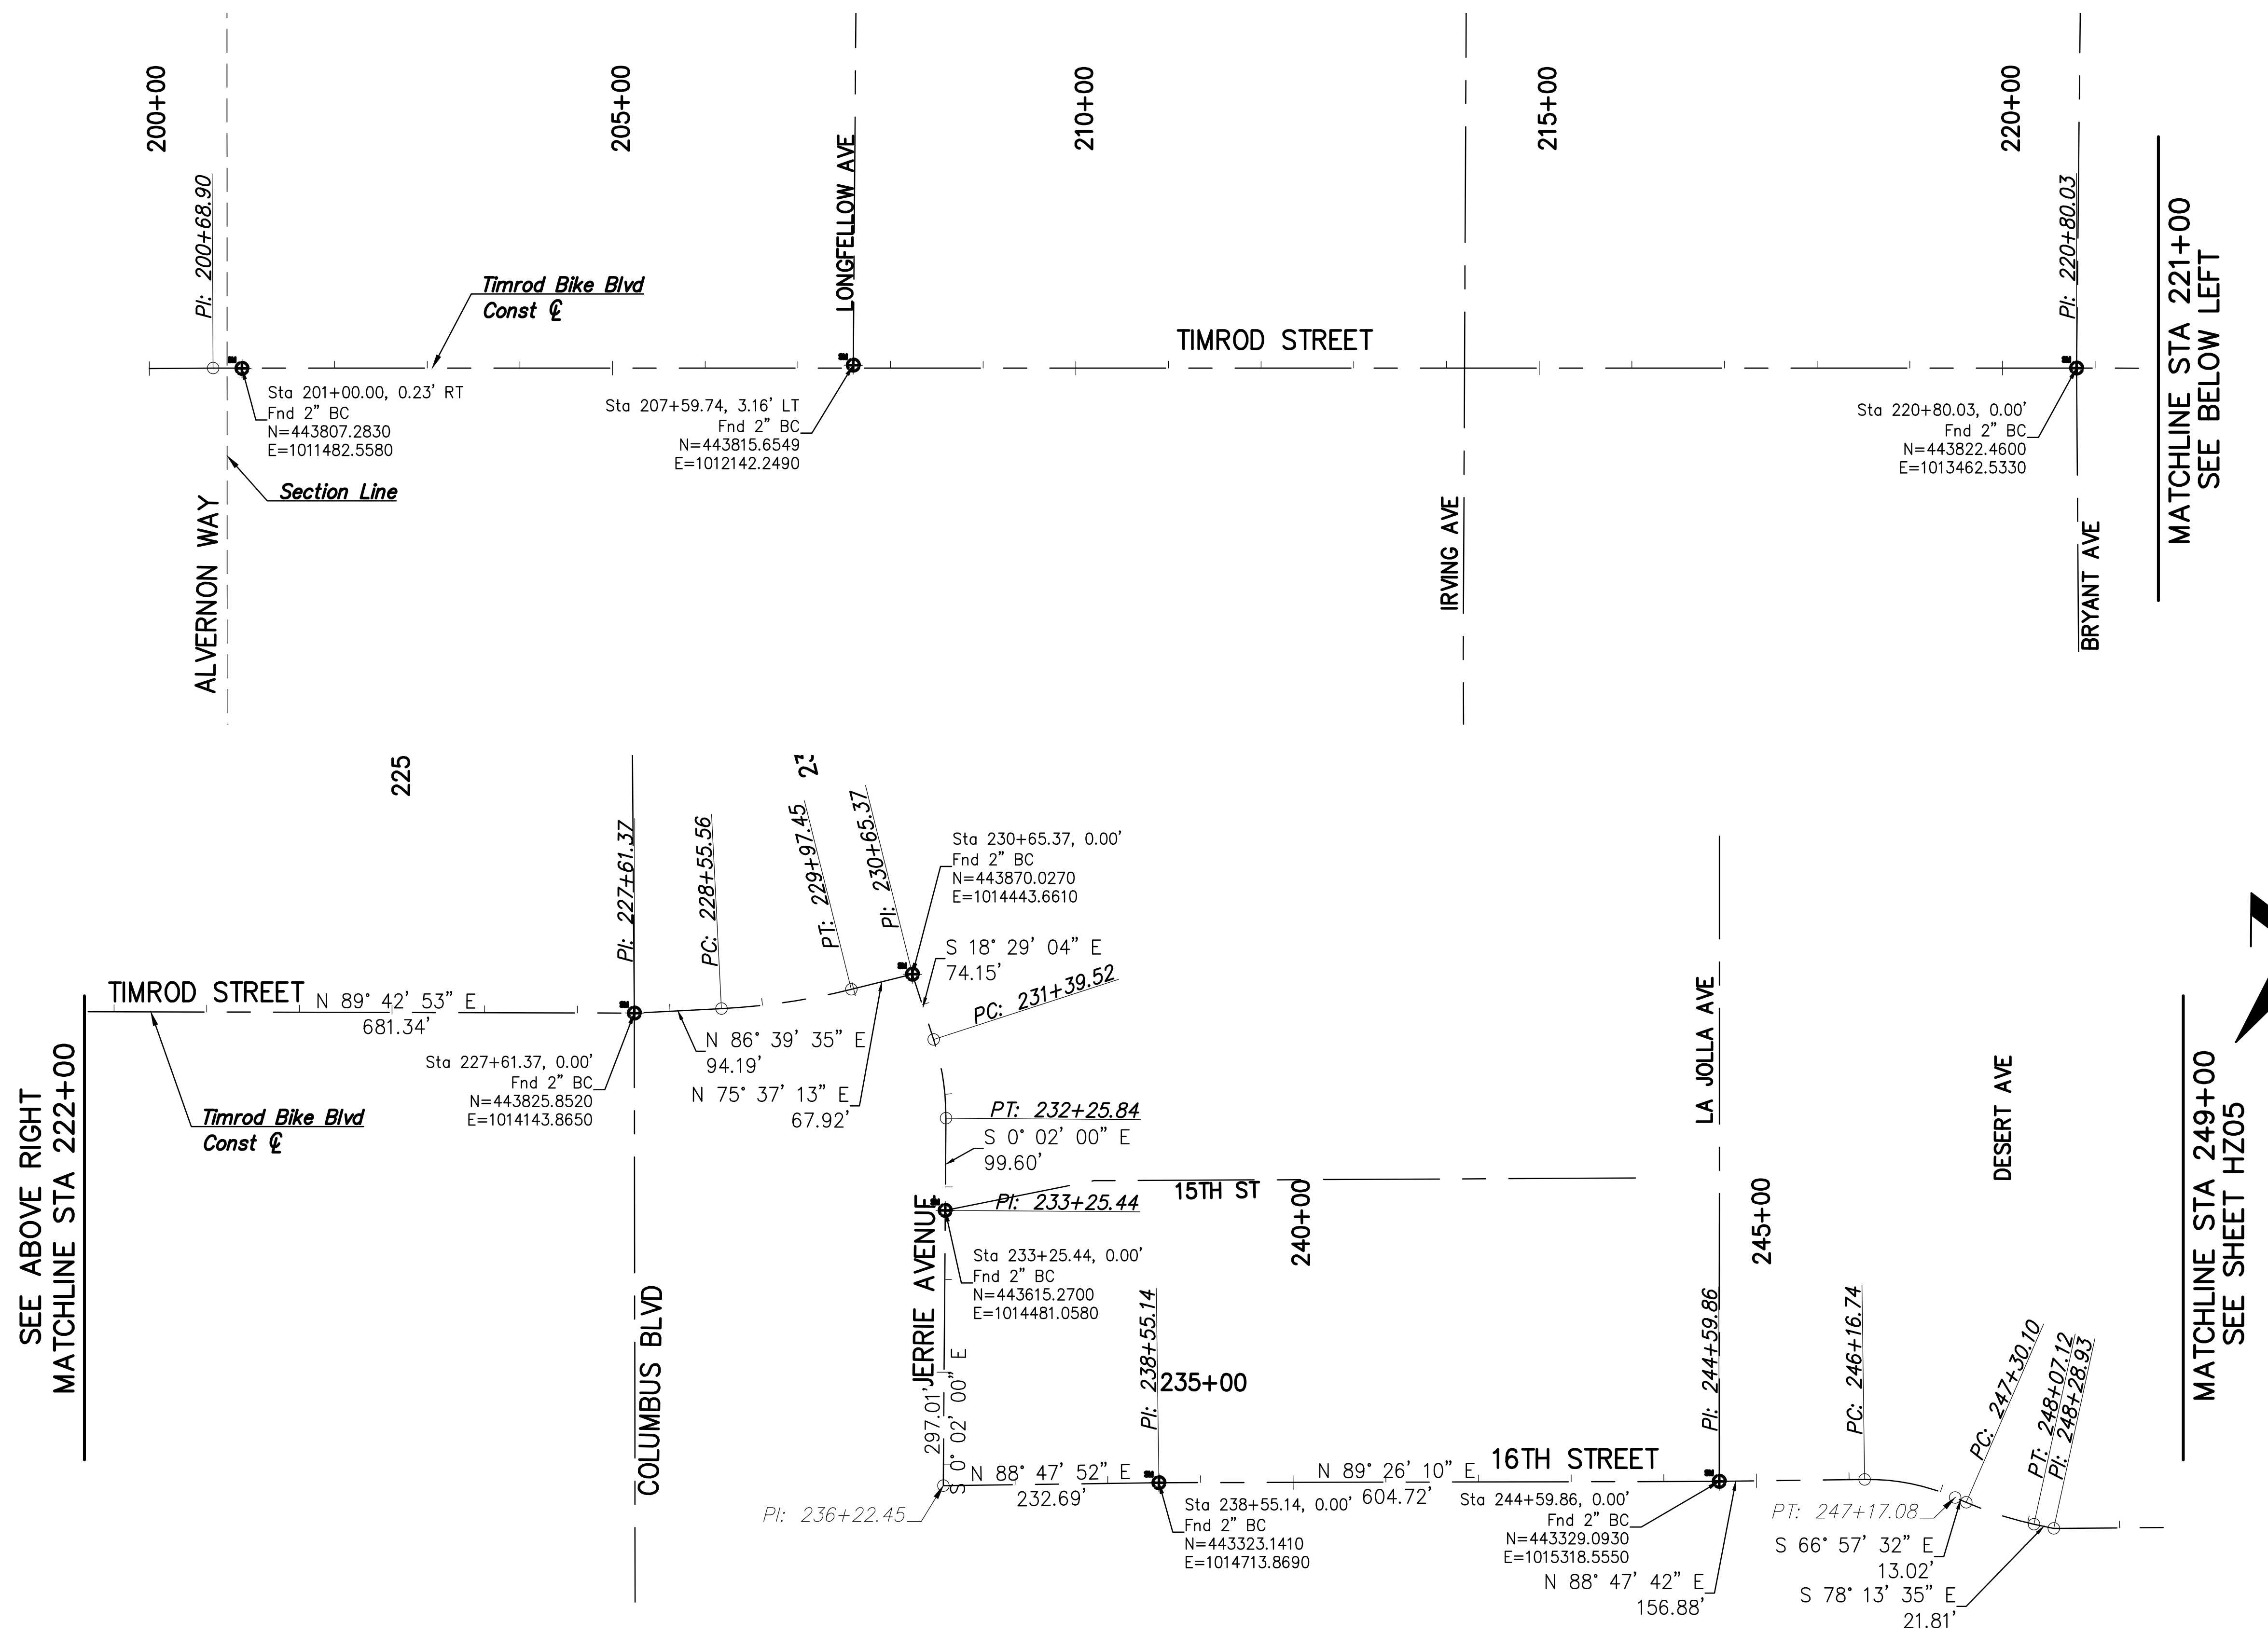 200+00
205+00
210+00
215+00
220+00
PI: 200+68.90
LONGFELLOW AVE
PI: 220+80.03
Timrod Bike Blvd
Const ℄
TIMROD STREET
Sta 201+00.00, 0.23' RT
Fnd 2" BC
N=443807.2830
E=1011482.5580
Sta 207+59.74, 3.16' LT
Fnd 2" BC
N=443815.6549
E=1012142.2490
Sta 220+80.03, 0.00'
Fnd 2" BC
N=443822.4600
E=1013462.5330
Section Line
ALVERNON WAY
IRVING AVE
BRYANT AVE
MATCHLINE STA 221+00
SEE BELOW LEFT
225
PI: 227+61.37
PC: 228+55.56
PT: 229+97.45
PI: 230+65.37
Sta 230+65.37, 0.00'
Fnd 2" BC
N=443870.0270
E=1014443.6610
S 18° 29' 04" E
74.15'
PC: 231+39.52
TIMROD STREET
N 89° 42' 53" E
681.34'
N 86° 39' 35" E
94.19'
N 75° 37' 13" E
67.92'
Sta 227+61.37, 0.00'
Fnd 2" BC
N=443825.8520
E=1014143.8650
Timrod Bike Blvd
Const ℄
SEE ABOVE RIGHT
MATCHLINE STA 222+00
PT: 232+25.84
S 0° 02' 00" E
99.60'
15TH ST
PI: 233+25.44
Sta 233+25.44, 0.00'
Fnd 2" BC
N=443615.2700
E=1014481.0580
JERRIE AVENUE
COLUMBUS BLVD
S 0° 02' 00" E
297.01'
235+00
240+00
245+00
LA JOLLA AVE
DESERT AVE
PI: 238+55.14
PI: 244+59.86
PC: 246+16.74
PC: 247+30.10
PT: 248+07.12
PI: 248+28.93
16TH STREET
N 88° 47' 52" E
232.69'
N 89° 26' 10" E
604.72'
PI: 236+22.45
Sta 238+55.14, 0.00'
Fnd 2" BC
N=443323.1410
E=1014713.8690
Sta 244+59.86, 0.00'
Fnd 2" BC
N=443329.0930
E=1015318.5550
N 88° 47' 42" E
156.88'
PT: 247+17.08
S 66° 57' 32" E
13.02'
S 78° 13' 35" E
21.81'
MATCHLINE STA 249+00
SEE SHEET HZ05